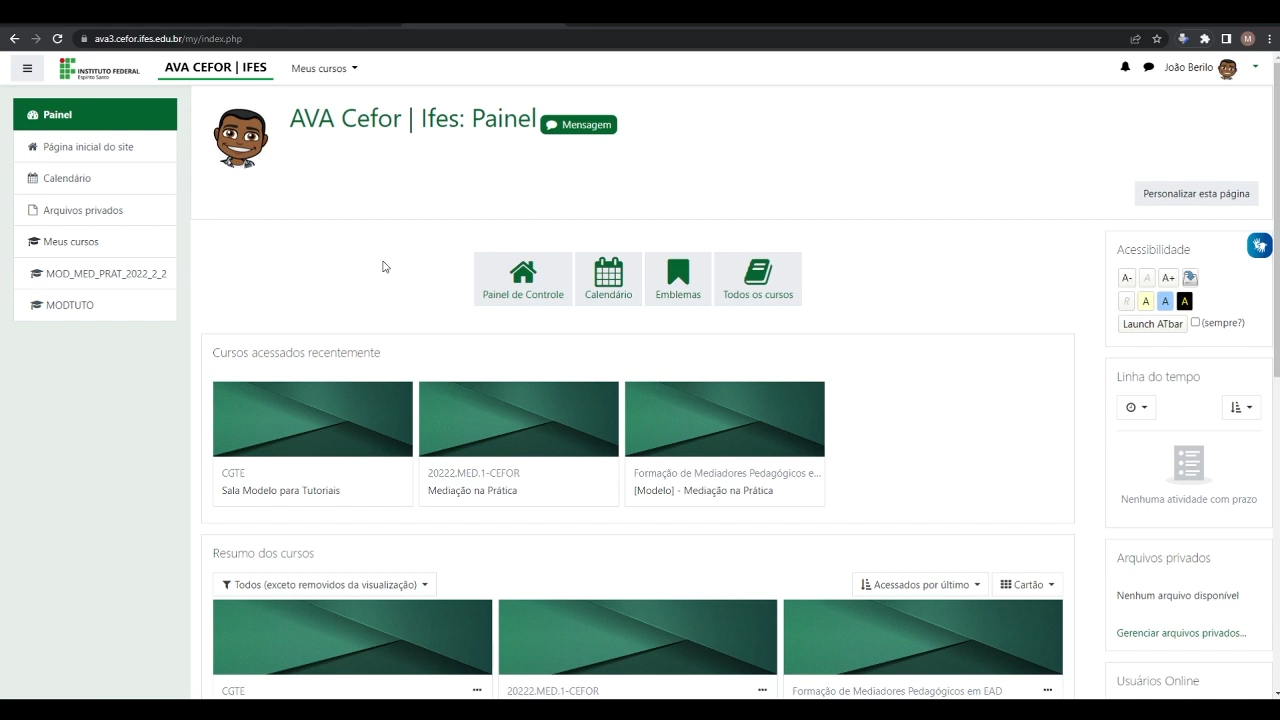 ava3.cefor.ifes.edu.br/my/index.php
M
INSTITUTO FEDERAL
Espírito Santo
AVA CEFOR | IFES
Meus cursos
João Berilo
Painel
Página inicial do site
Calendário
Arquivos privados
Meus cursos
MOD_MED_PRAT_2022_2_2
MODTUTO
AVA Cefor | Ifes: Painel
Mensagem
Personalizar esta página
Painel de Controle
Calendário
Emblemas
Todos os cursos
Cursos acessados recentemente
CGTE
Sala Modelo para Tutoriais
20222.MED.1-CEFOR
Mediação na Prática
Formação de Mediadores Pedagógicos e...
[Modelo] - Mediação na Prática
Resumo dos cursos
Todos (exceto removidos da visualização)
Acessados por último
Cartão
CGTE
20222.MED.1-CEFOR
Formação de Mediadores Pedagógicos em EAD
Acessibilidade
A- A A+
R A A A
Launch ATbar (sempre?)
Linha do tempo
Nenhuma atividade com prazo
Arquivos privados
Nenhum arquivo disponível
Gerenciar arquivos privados...
Usuários Online